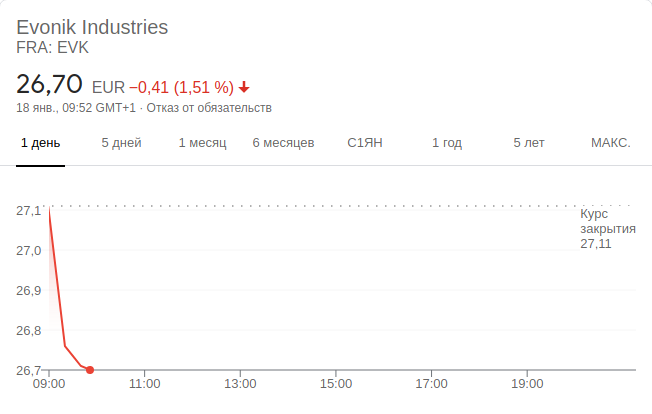 Evonik Industries
FRA: EVK
26,70 EUR −0,41 (1,51 %)
18 янв., 09:52 GMT+1 · Отказ от обязательств
1 день 5 дней 1 месяц 6 месяцев С1ЯН 1 год 5 лет МАКС.
27,1
Курс
закрытия
27,11
27,0
26,9
26,8
26,7
09:00 11:00 13:00 15:00 17:00 19:00